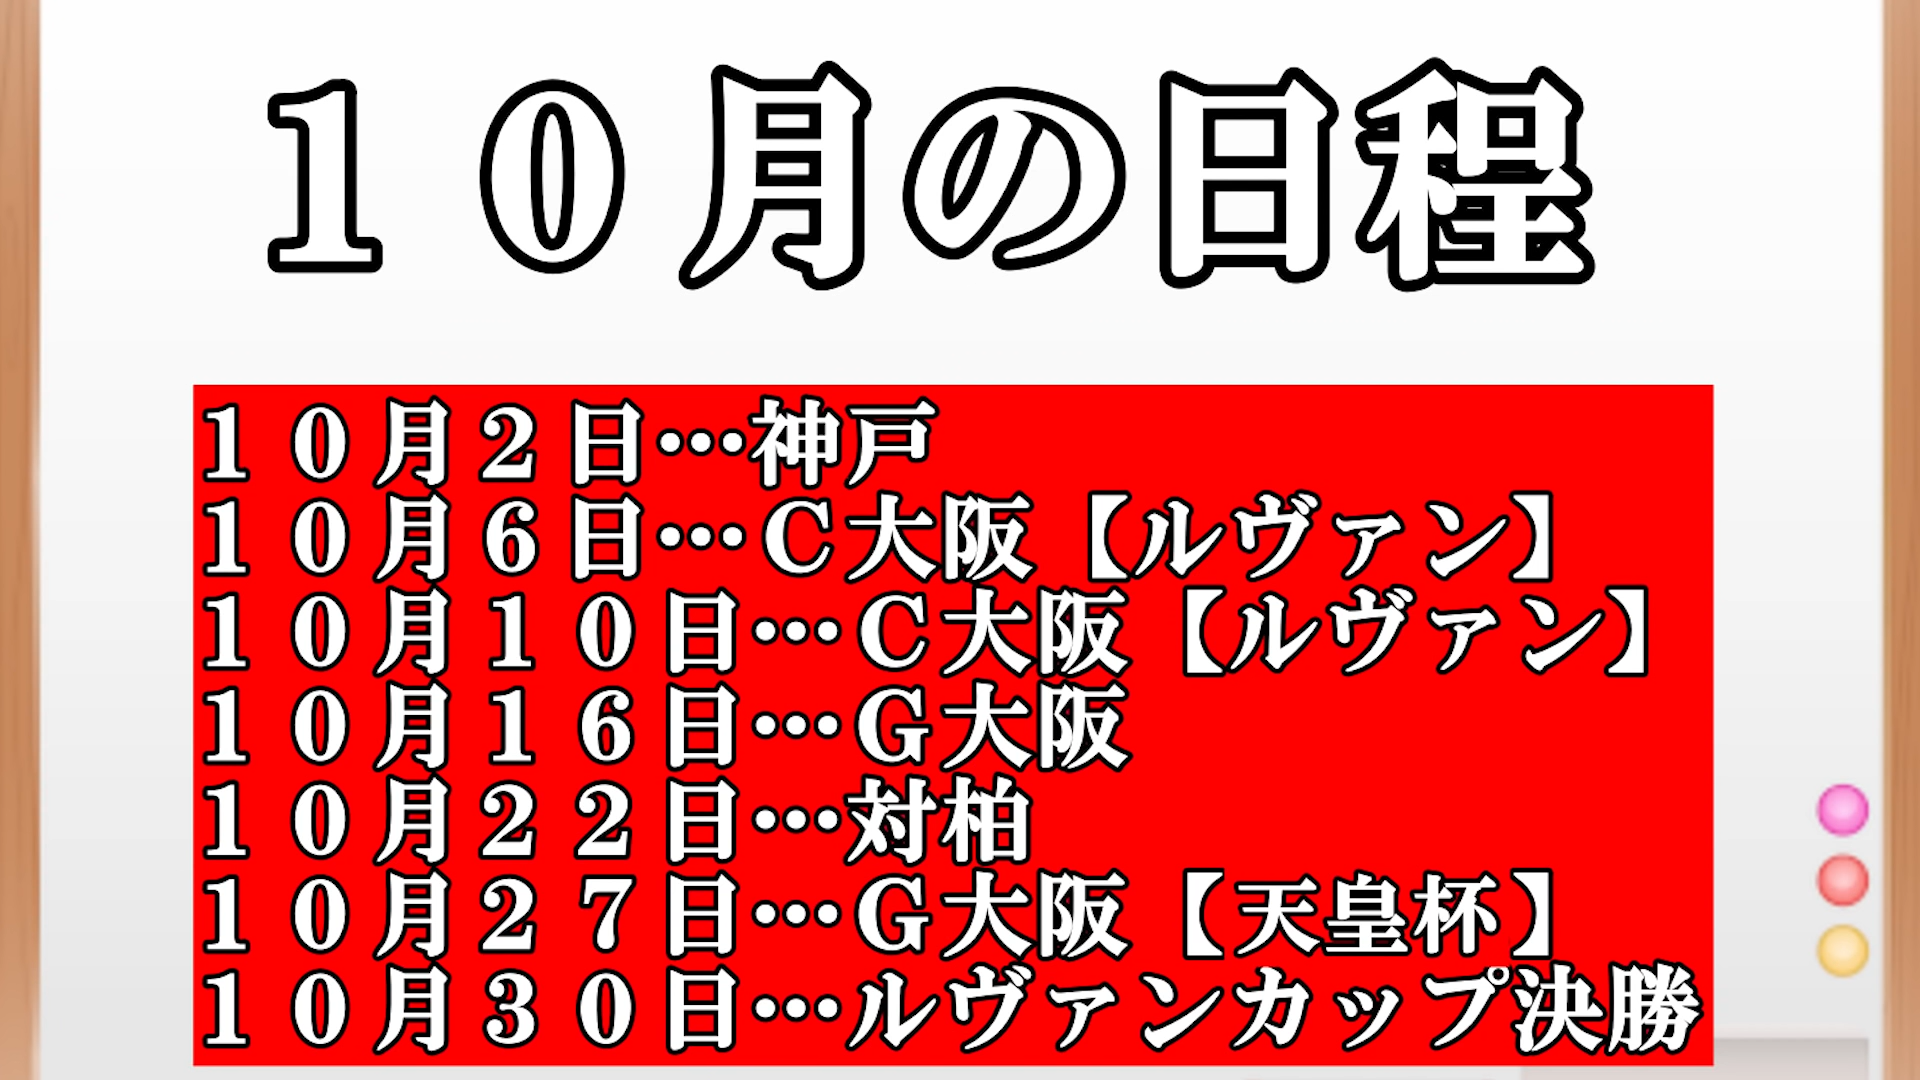 １０月の日程
１０月２日…神戸
１０月６日…Ｃ大阪【ルヴァン】
１０月１０日…Ｃ大阪【ルヴァン】
１０月１６日…Ｇ大阪
１０月２２日…対柏
１０月２７日…Ｇ大阪【天皇杯】
１０月３０日…ルヴァンカップ決勝